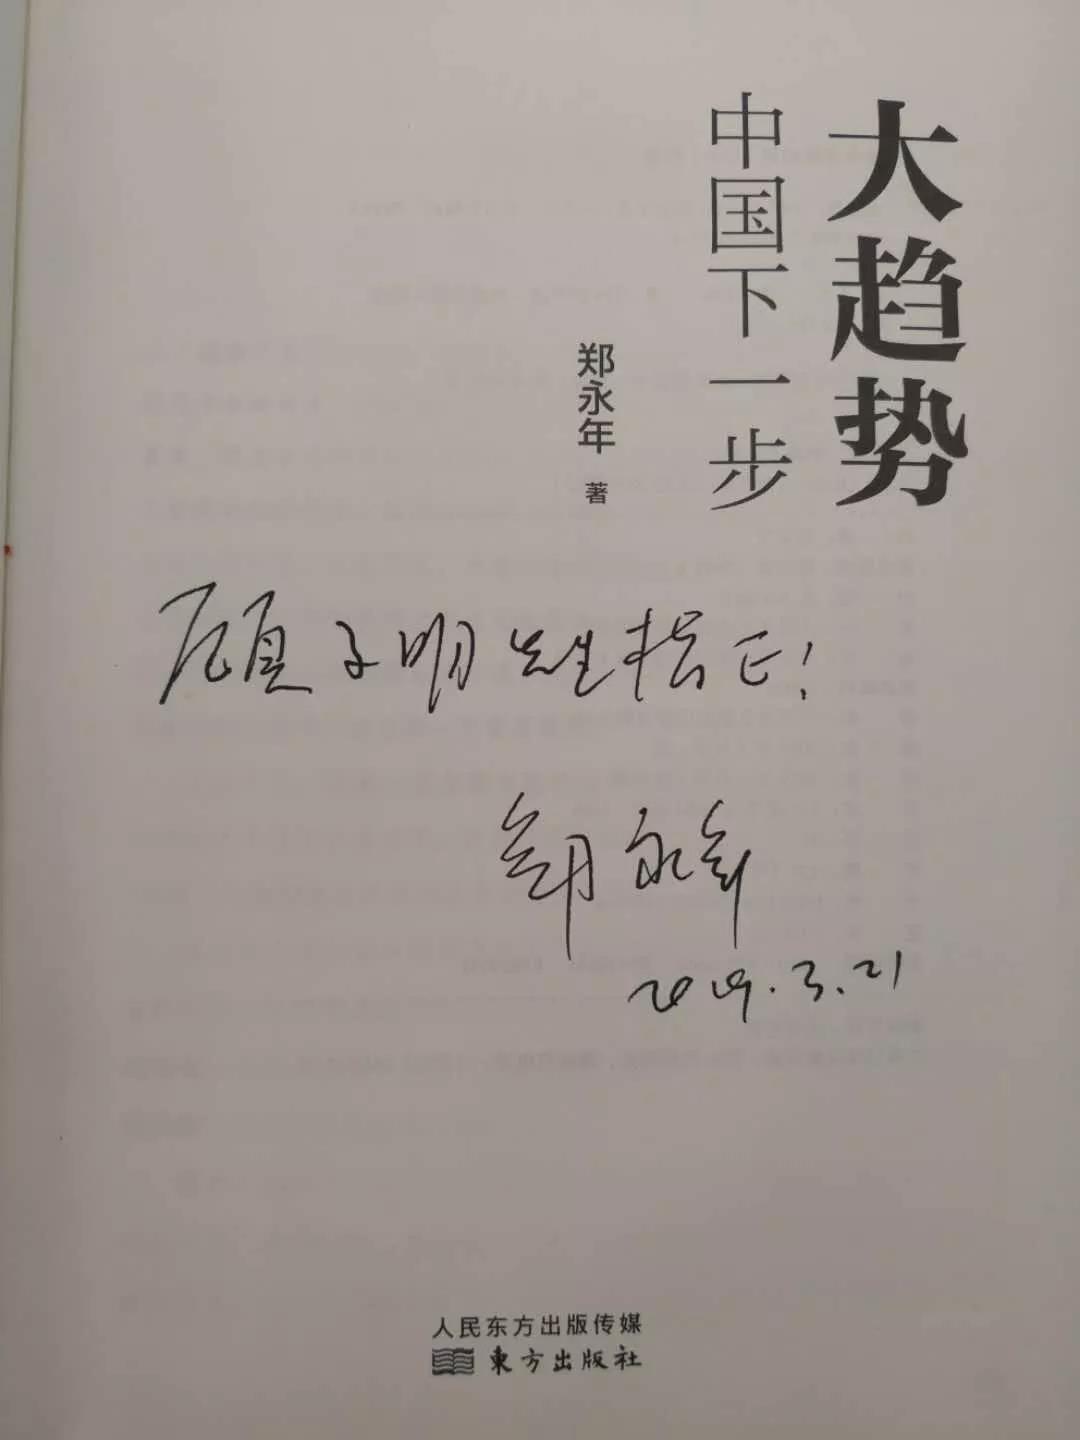 大趋势
中国下一步
郑永年 著
顾子明先生指正!
郑永年
2019.3.21
人民东方出版传媒
東方出版社